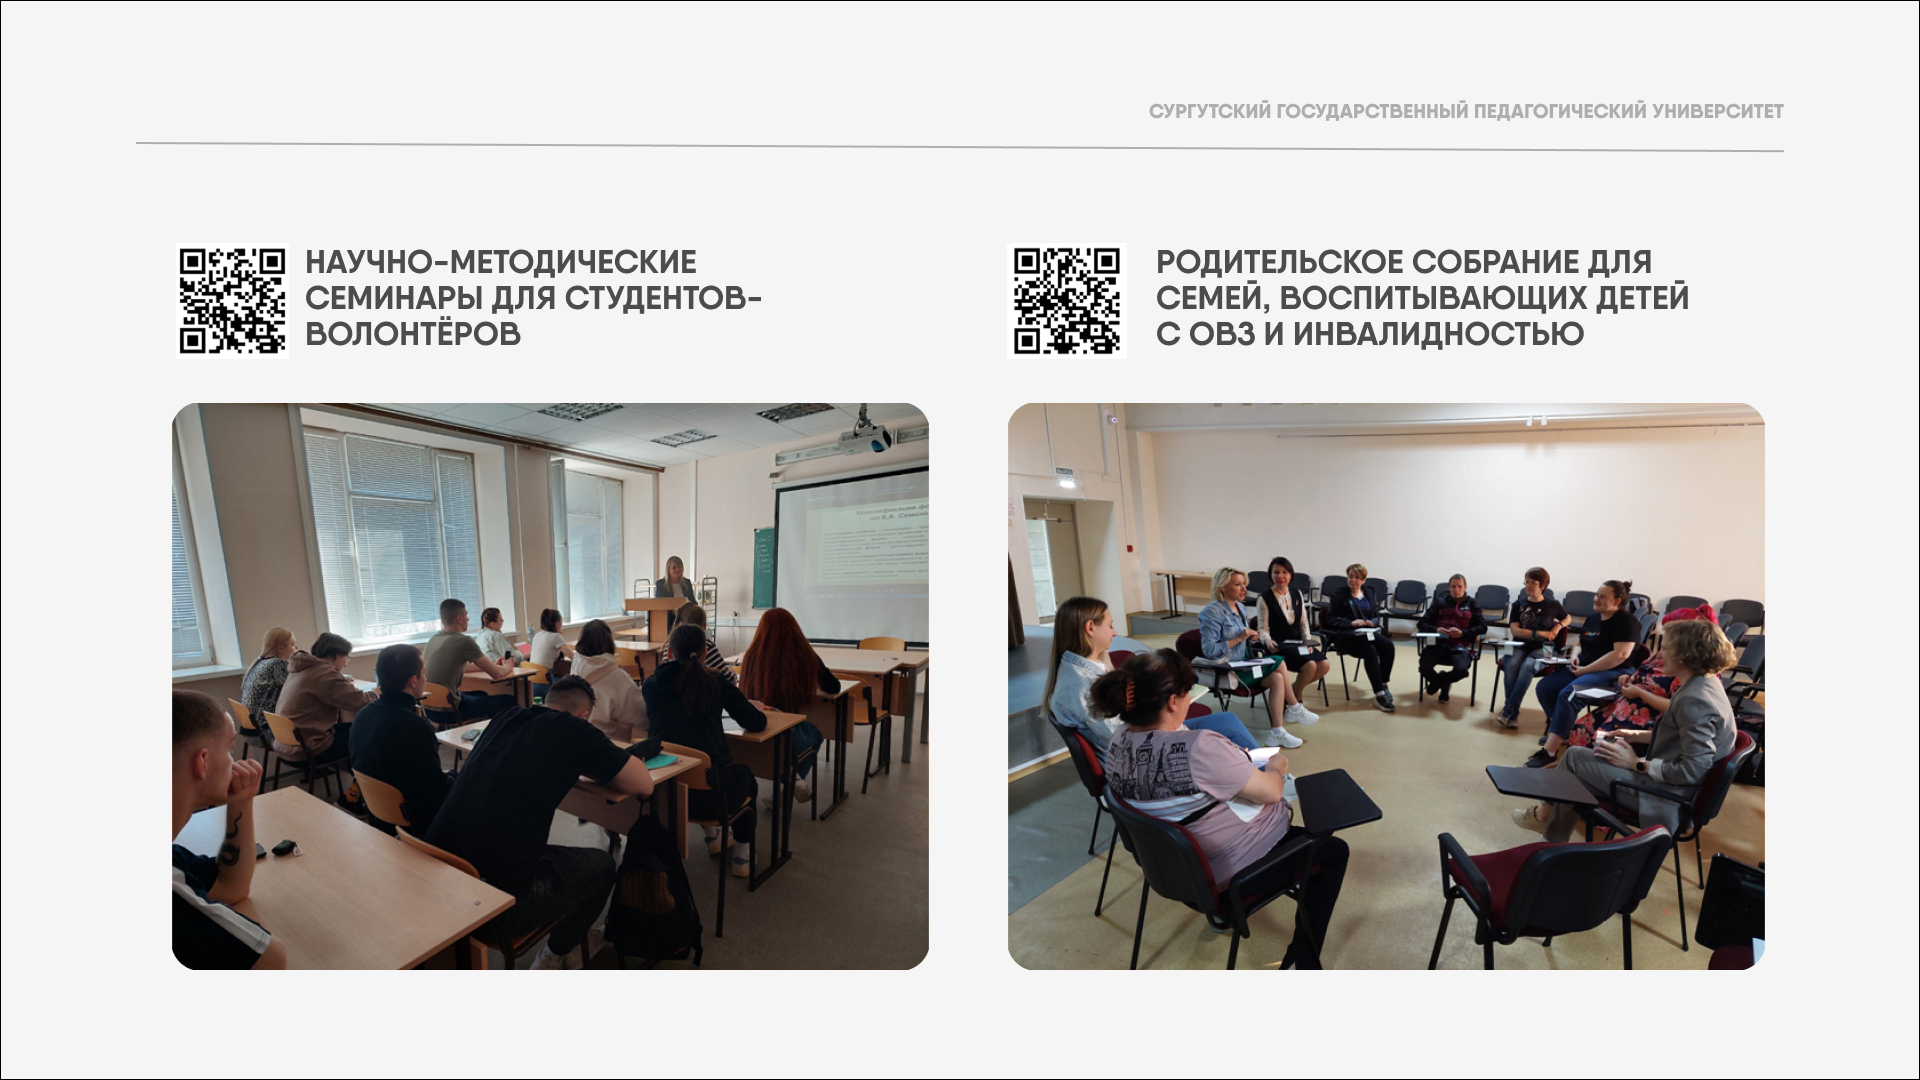 СУРГУТСКИЙ ГОСУДАРСТВЕННЫЙ ПЕДАГОГИЧЕСКИЙ УНИВЕРСИТЕТ
НАУЧНО-МЕТОДИЧЕСКИЕ
СЕМИНАРЫ ДЛЯ СТУДЕНТОВ-
ВОЛОНТЁРОВ
РОДИТЕЛЬСКОЕ СОБРАНИЕ ДЛЯ
СЕМЕЙ, ВОСПИТЫВАЮЩИХ ДЕТЕЙ
С ОВЗ И ИНВАЛИДНОСТЬЮ